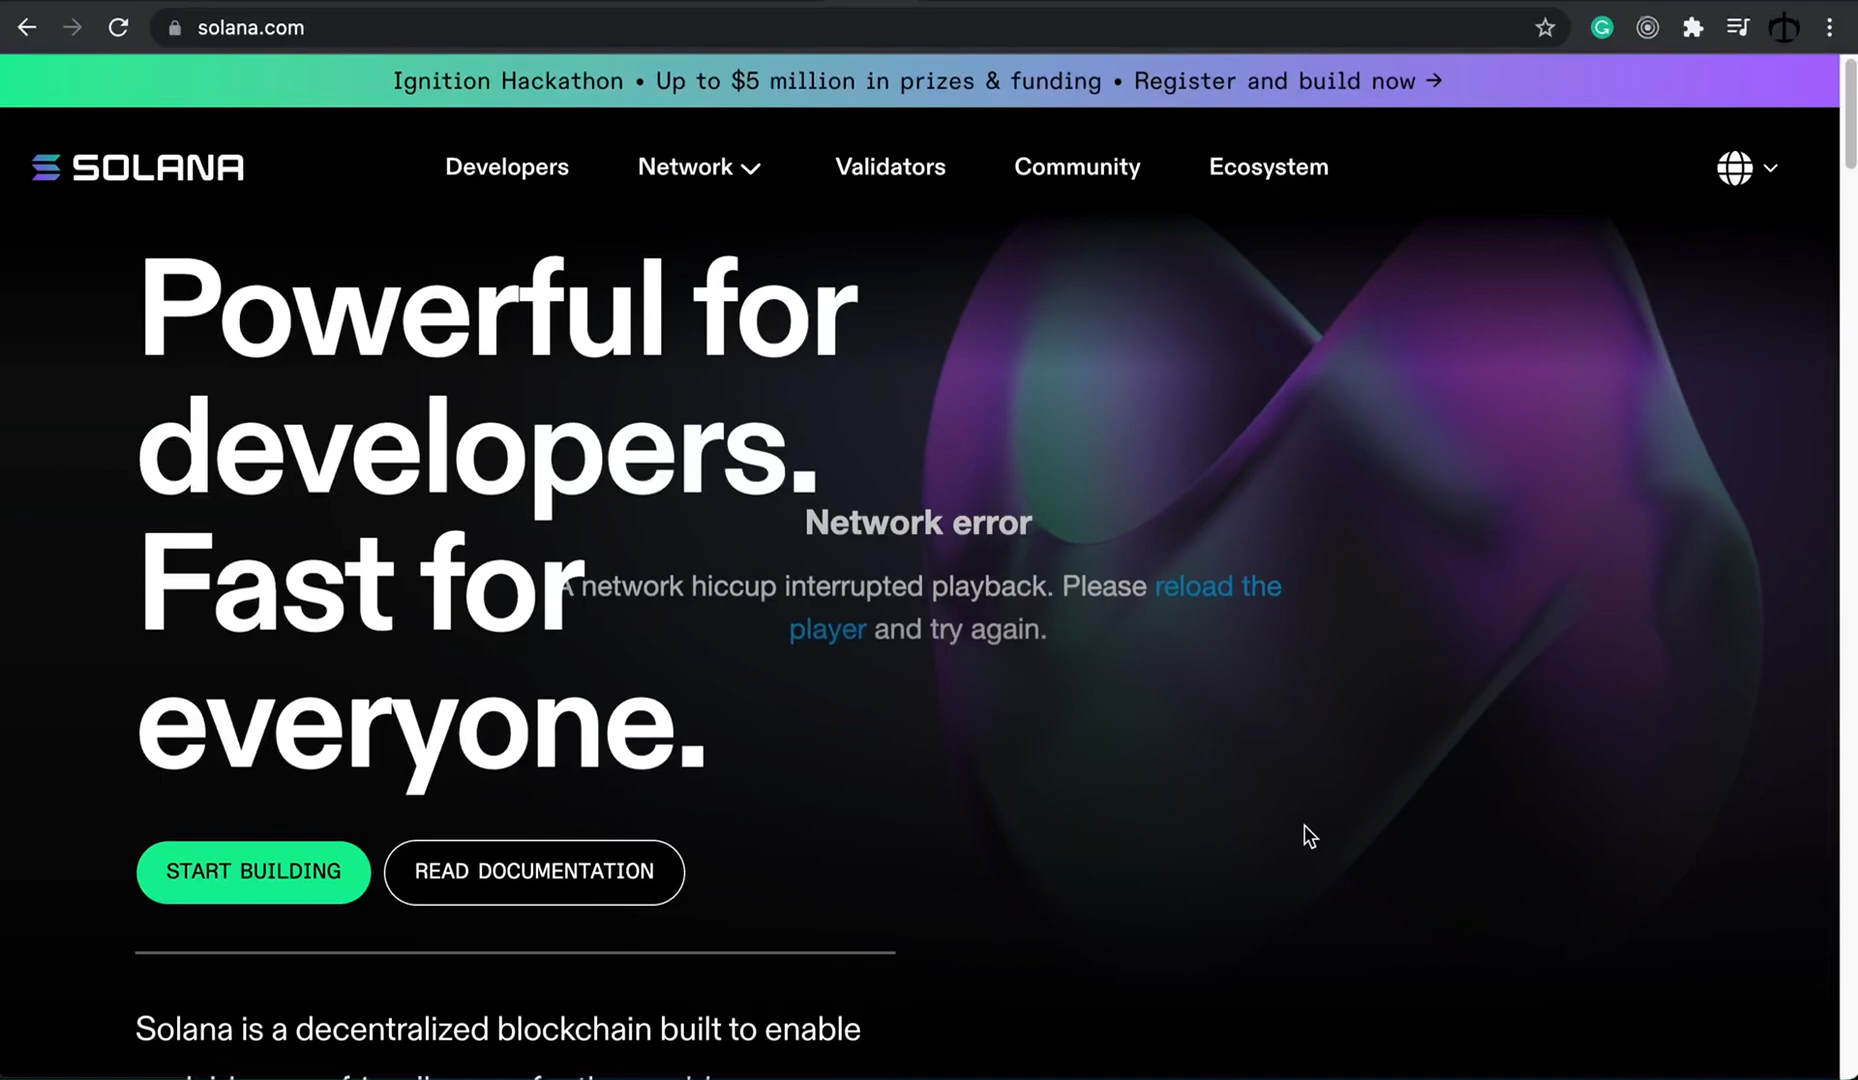 solana.com
Ignition Hackathon • Up to $5 million in prizes & funding • Register and build now →
SOLANA
Developers
Network
Validators
Community
Ecosystem
Powerful for
developers.
Fast for
everyone.
Network error
A network hiccup interrupted playback. Please reload the
player and try again.
START BUILDING
READ DOCUMENTATION
Solana is a decentralized blockchain built to enable